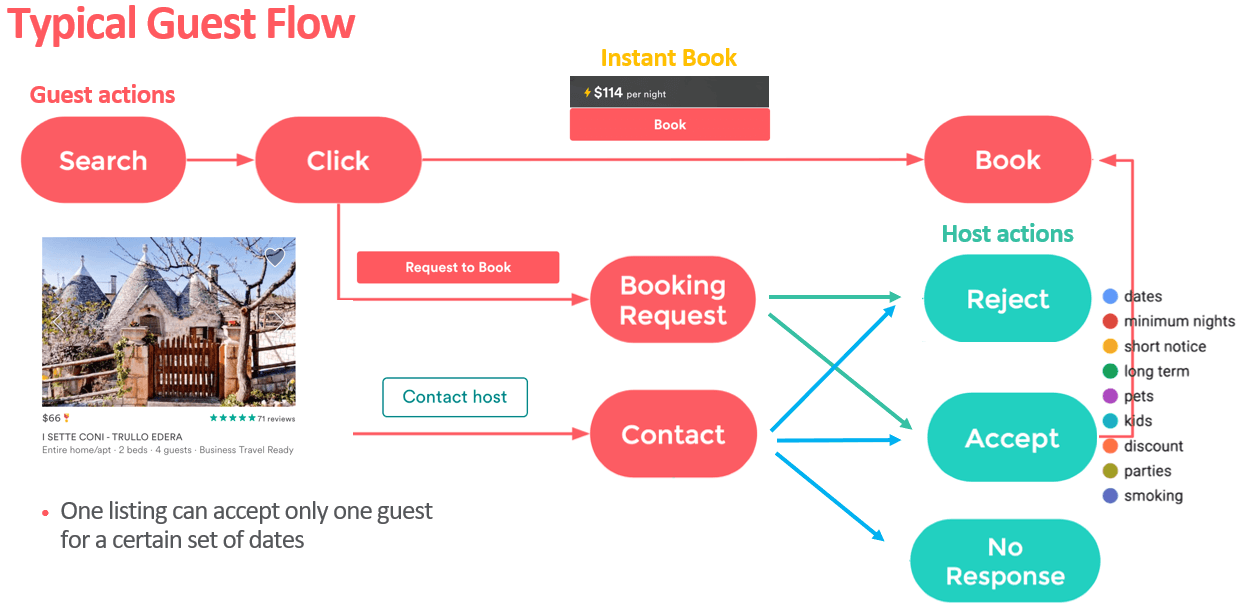 Typical Guest Flow
Instant Book
$114 per night
Book
Guest actions
Search
Click
Book
Host actions
Request to Book
Booking
Request
Reject
dates
minimum nights
short notice
long term
pets
kids
discount
parties
smoking
Contact host
Contact
Accept
$66
71 reviews
I SETTE CONI - TRULLO EDERA
Entire home/apt · 2 beds · 4 guests · Business Travel Ready
• One listing can accept only one guest
for a certain set of dates
No
Response